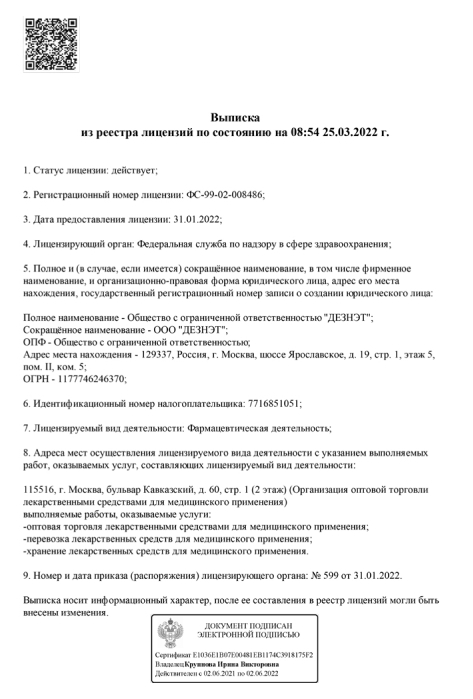 Выписка
из реестра лицензий по состоянию на 08:54 25.03.2022 г.
1. Статус лицензии: действует;
2. Регистрационный номер лицензии: ФС-99-02-008486;
3. Дата предоставления лицензии: 31.01.2022;
4. Лицензирующий орган: Федеральная служба по надзору в сфере здравоохранения;
5. Полное и (в случае, если имеется) сокращённое наименование, в том числе фирменное
наименование, и организационно-правовая форма юридического лица, адрес его места
нахождения, государственный регистрационный номер записи о создании юридического лица:
Полное наименование - Общество с ограниченной ответственностью "ДЕЗНЭТ";
Сокращённое наименование - ООО "ДЕЗНЭТ";
ОПФ - Общество с ограниченной ответственностью;
Адрес места нахождения - 129337, Россия, г. Москва, шоссе Ярославское, д. 19, стр. 1, этаж 5,
пом. II, ком. 5;
ОГРН - 1177746246370;
6. Идентификационный номер налогоплательщика: 7716851051;
7. Лицензируемый вид деятельности: Фармацевтическая деятельность;
8. Адреса мест осуществления лицензируемого вида деятельности с указанием выполняемых
работ, оказываемых услуг, составляющих лицензируемый вид деятельности:
115516, г. Москва, бульвар Кавказский, д. 60, стр. 1 (2 этаж) (Организация оптовой торговли
лекарственными средствами для медицинского применения)
выполняемые работы, оказываемые услуги:
-оптовая торговля лекарственными средствами для медицинского применения;
-перевозка лекарственных средств для медицинского применения;
-хранение лекарственных средств для медицинского применения.
9. Номер и дата приказа (распоряжения) лицензирующего органа: № 599 от 31.01.2022.
Выписка носит информационный характер, после ее составления в реестр лицензий могли быть
внесены изменения.
ДОКУМЕНТ ПОДПИСАН
ЭЛЕКТРОННОЙ ПОДПИСЬЮ
Сертификат E1036E1B07E00481EB1174C3918175F2
Владелец Крупнова Ирина Викторовна
Действителен с 02.06.2021 по 02.06.2022